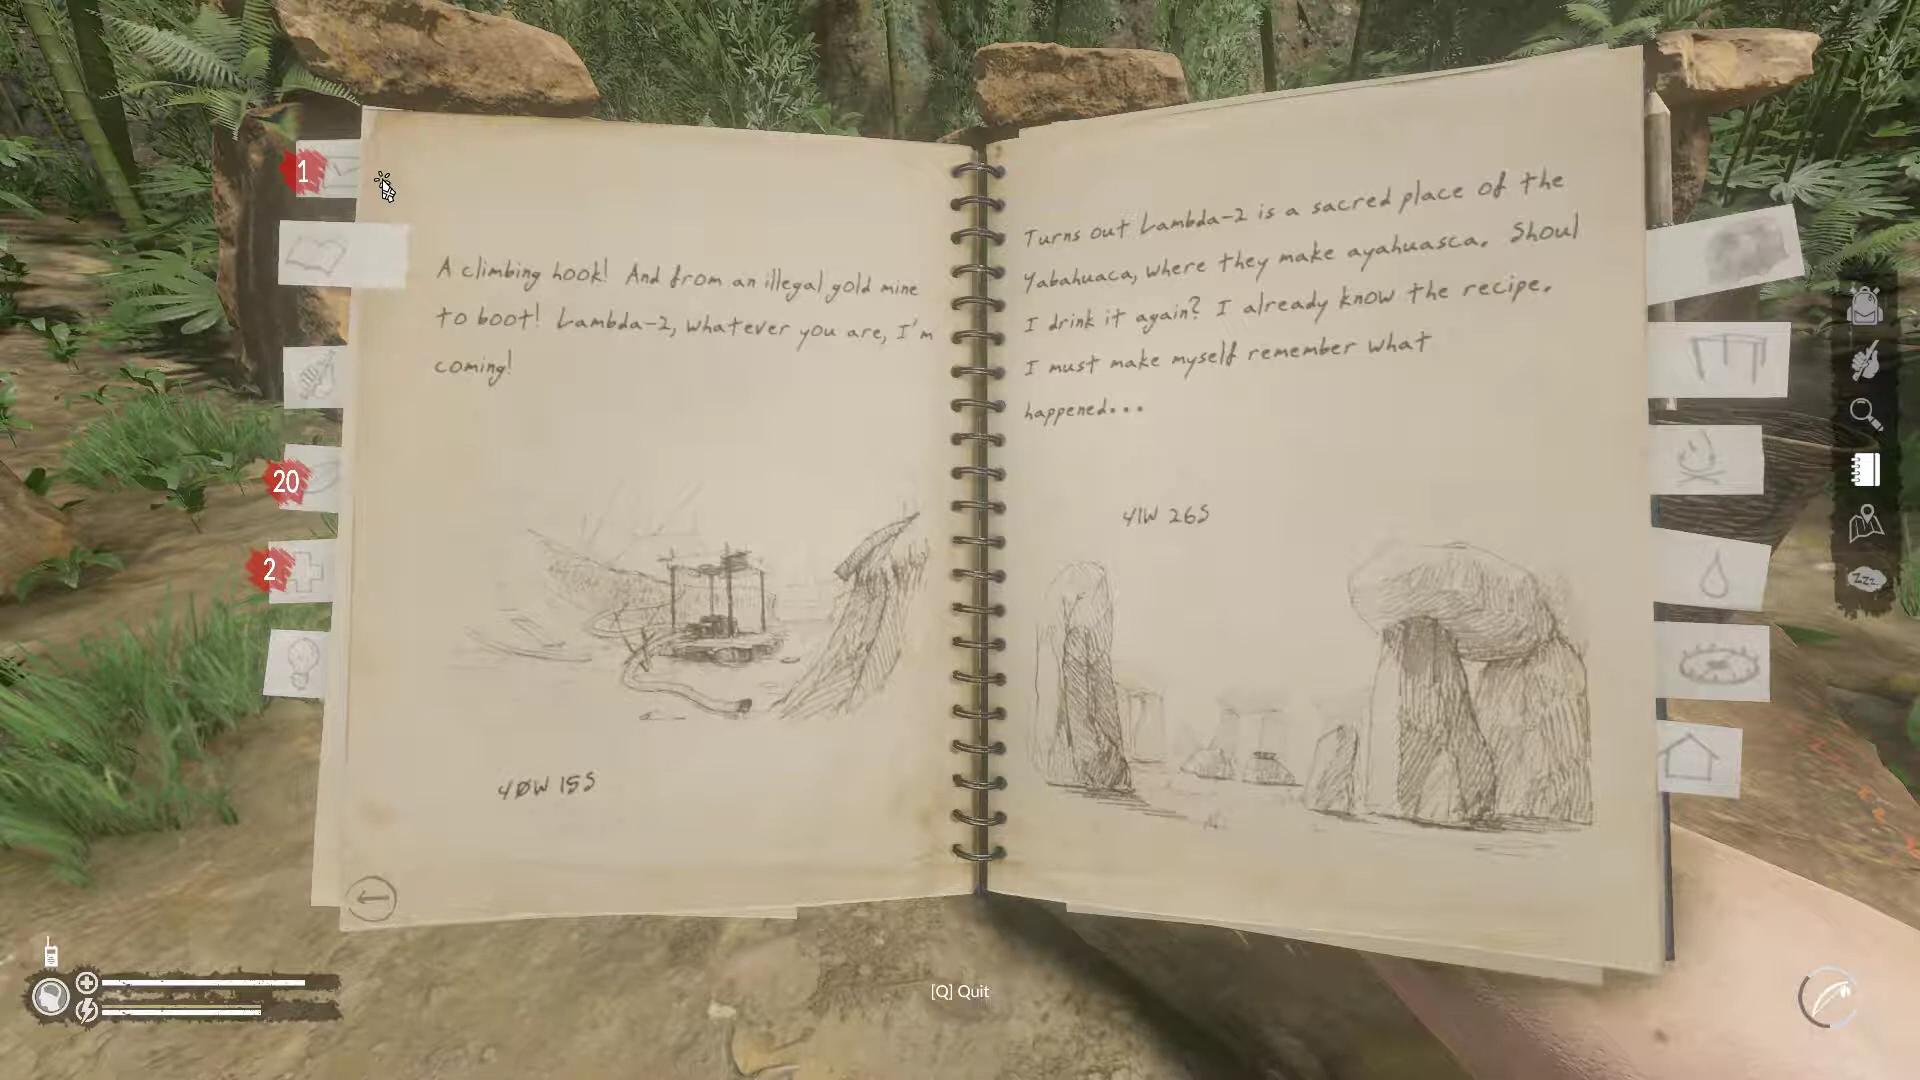 1
20
2
A climbing hook! And from an illegal gold mine
to boot! Lambda-2, whatever you are, I'm
coming!
40W 15S
Turns out Lambda-2 is a sacred place of the
Yabahuaca, where they make ayahuasca. Shoul
I drink it again? I already know the recipe.
I must make myself remember what
happened...
41W 26S
ZZZ
[Q] Quit